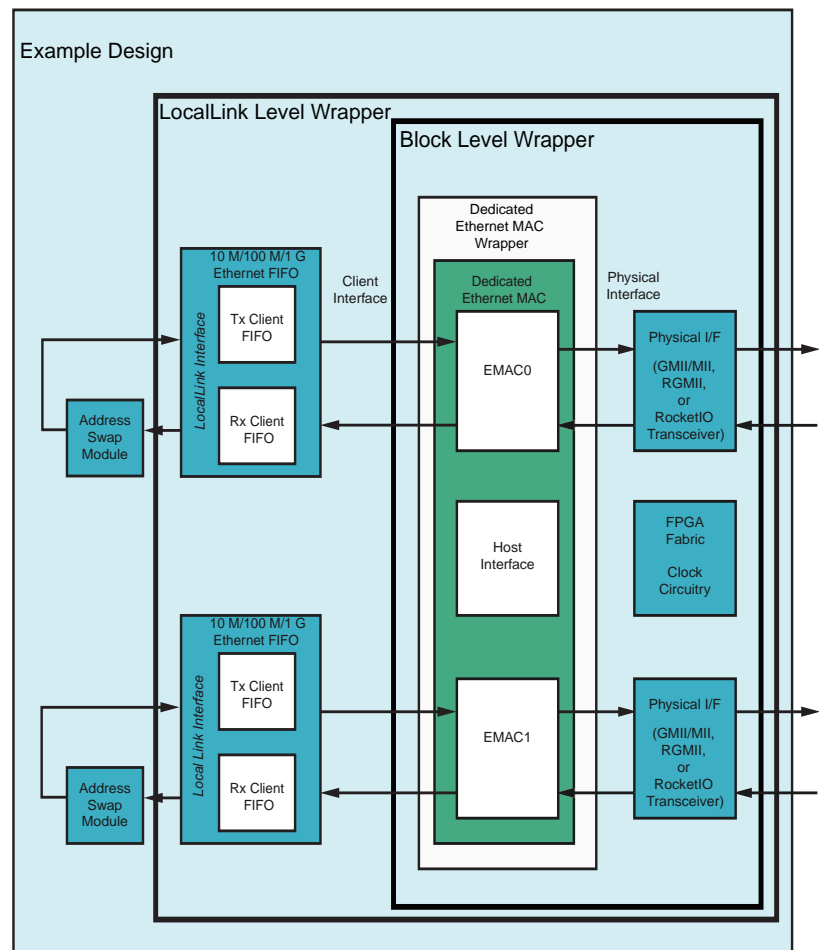 Example Design
LocalLink Level Wrapper
Block Level Wrapper
Dedicated
Ethernet MAC
Wrapper
10 M/100 M/1 G
Ethernet FIFO
LocalLink Interface
Tx Client
FIFO
Rx Client
FIFO
Client
Interface
Dedicated
Ethernet MAC
EMAC0
Physical
Interface
Physical I/F
(GMII/MII,
RGMII,
or
RocketIO
Transceiver)
Address
Swap
Module
Host
Interface
FPGA
Fabric
Clock
Circuitry
10 M/100 M/1 G
Ethernet FIFO
Local Link Interface
Tx Client
FIFO
Rx Client
FIFO
EMAC1
Physical I/F
(GMII/MII,
RGMII,
or
RocketIO
Transceiver)
Address
Swap
Module